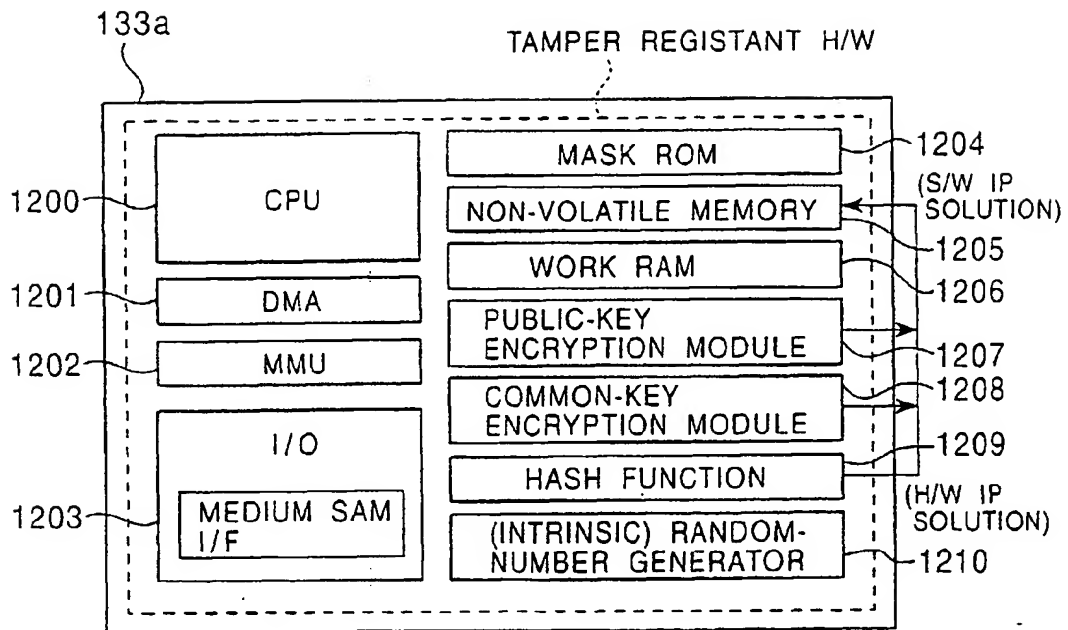 133a
TAMPER REGISTANT H/W
1200
CPU
1201
DMA
1202
MMU
1203
I/O
MEDIUM SAM
I/F
MASK ROM
1204
NON-VOLATILE MEMORY
(S/W IP
SOLUTION)
1205
WORK RAM
1206
PUBLIC-KEY
ENCRYPTION MODULE
1207
COMMON-KEY
ENCRYPTION MODULE
1208
HASH FUNCTION
1209
(H/W IP
SOLUTION)
(INTRINSIC) RANDOM-
NUMBER GENERATOR
1210